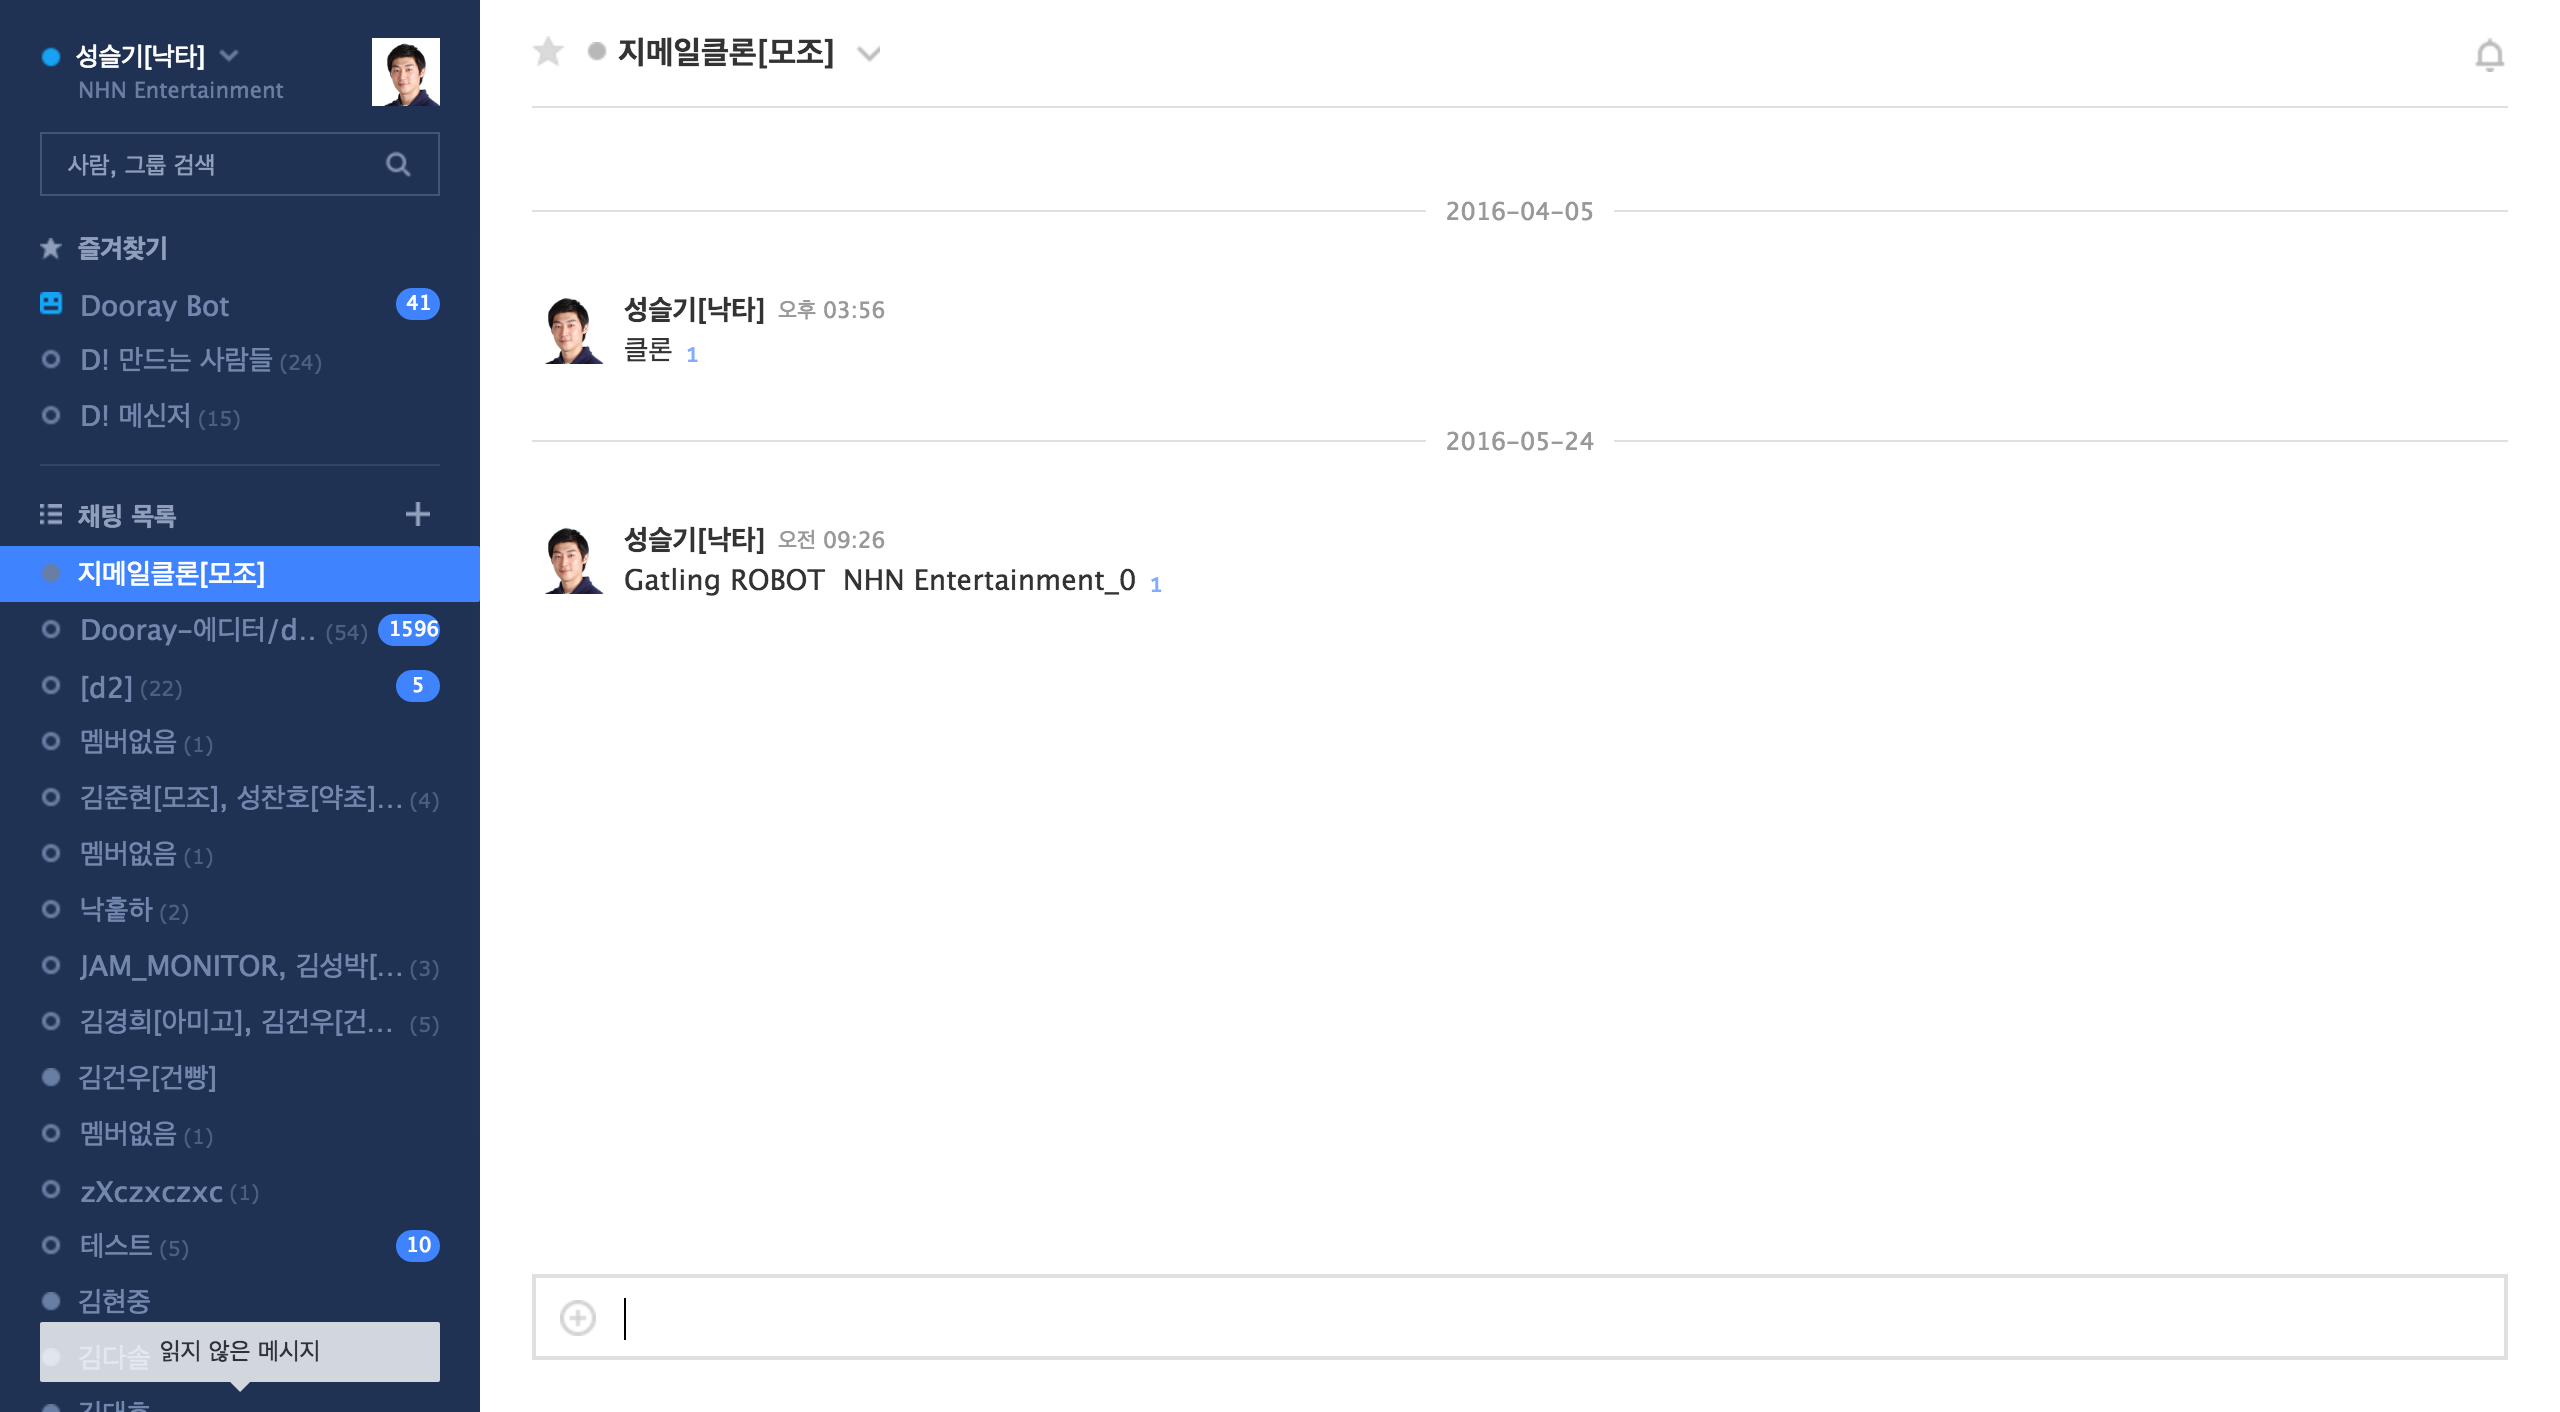 성슬기[낙타]
NHN Entertainment
사람, 그룹 검색
즐겨찾기
Dooray Bot 41
D! 만드는 사람들 (24)
D! 메신저 (15)
채팅 목록
지메일클론[모조]
Dooray-에디터/d.. (54) 1596
[d2] (22) 5
멤버없음 (1)
김준현[모조], 성찬호[약초]... (4)
멤버없음 (1)
낙홑하 (2)
JAM_MONITOR, 김성박[... (3)
김경희[아미고], 김건우[건... (5)
김건우[건빵]
멤버없음 (1)
zXczxczxc (1)
테스트 (5) 10
김현중
김다솔
읽지 않은 메시지
지메일클론[모조]
2016-04-05
성슬기[낙타] 오후 03:56
클론 1
2016-05-24
성슬기[낙타] 오전 09:26
Gatling ROBOT  NHN Entertainment_0 1